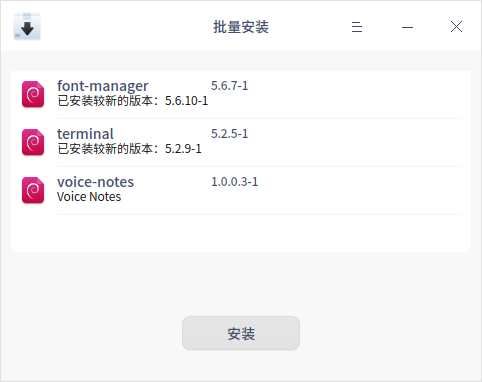 批量安装
font-manager 5.6.7-1
已安装较新的版本：5.6.10-1
terminal 5.2.5-1
已安装较新的版本：5.2.9-1
voice-notes 1.0.0.3-1
Voice Notes
安装